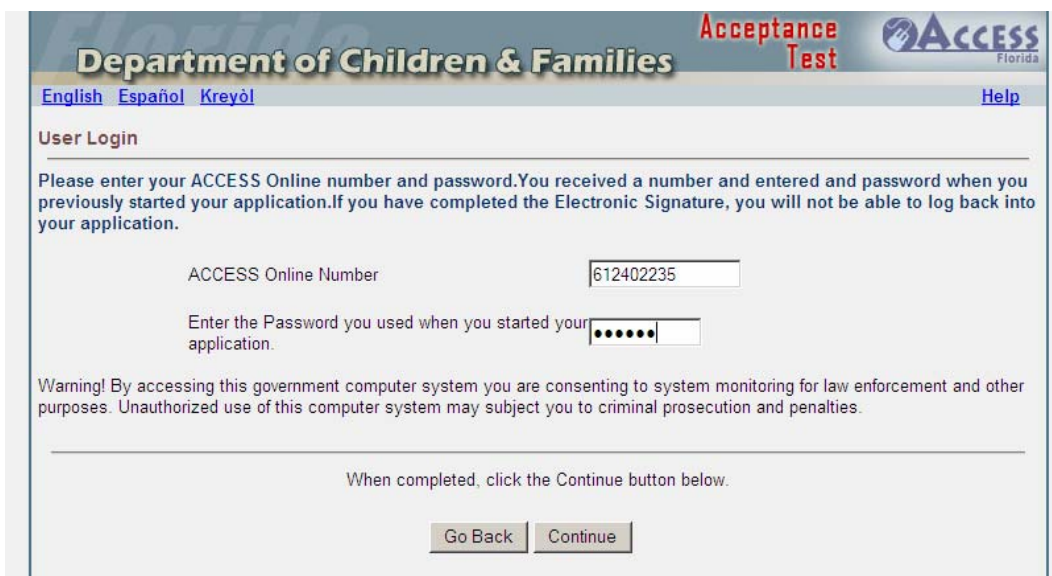 Florida
Acceptance
Test
ACCESS
Florida
Department of Children & Families
English Español Kreyòl Help
User Login
Please enter your ACCESS Online number and password.You received a number and entered and password when you
previously started your application.If you have completed the Electronic Signature, you will not be able to log back into
your application.
ACCESS Online Number 612402235
Enter the Password you used when you started your
application. ●●●●●●
Warning! By accessing this government computer system you are consenting to system monitoring for law enforcement and other
purposes. Unauthorized use of this computer system may subject you to criminal prosecution and penalties.
When completed, click the Continue button below.
Go Back Continue